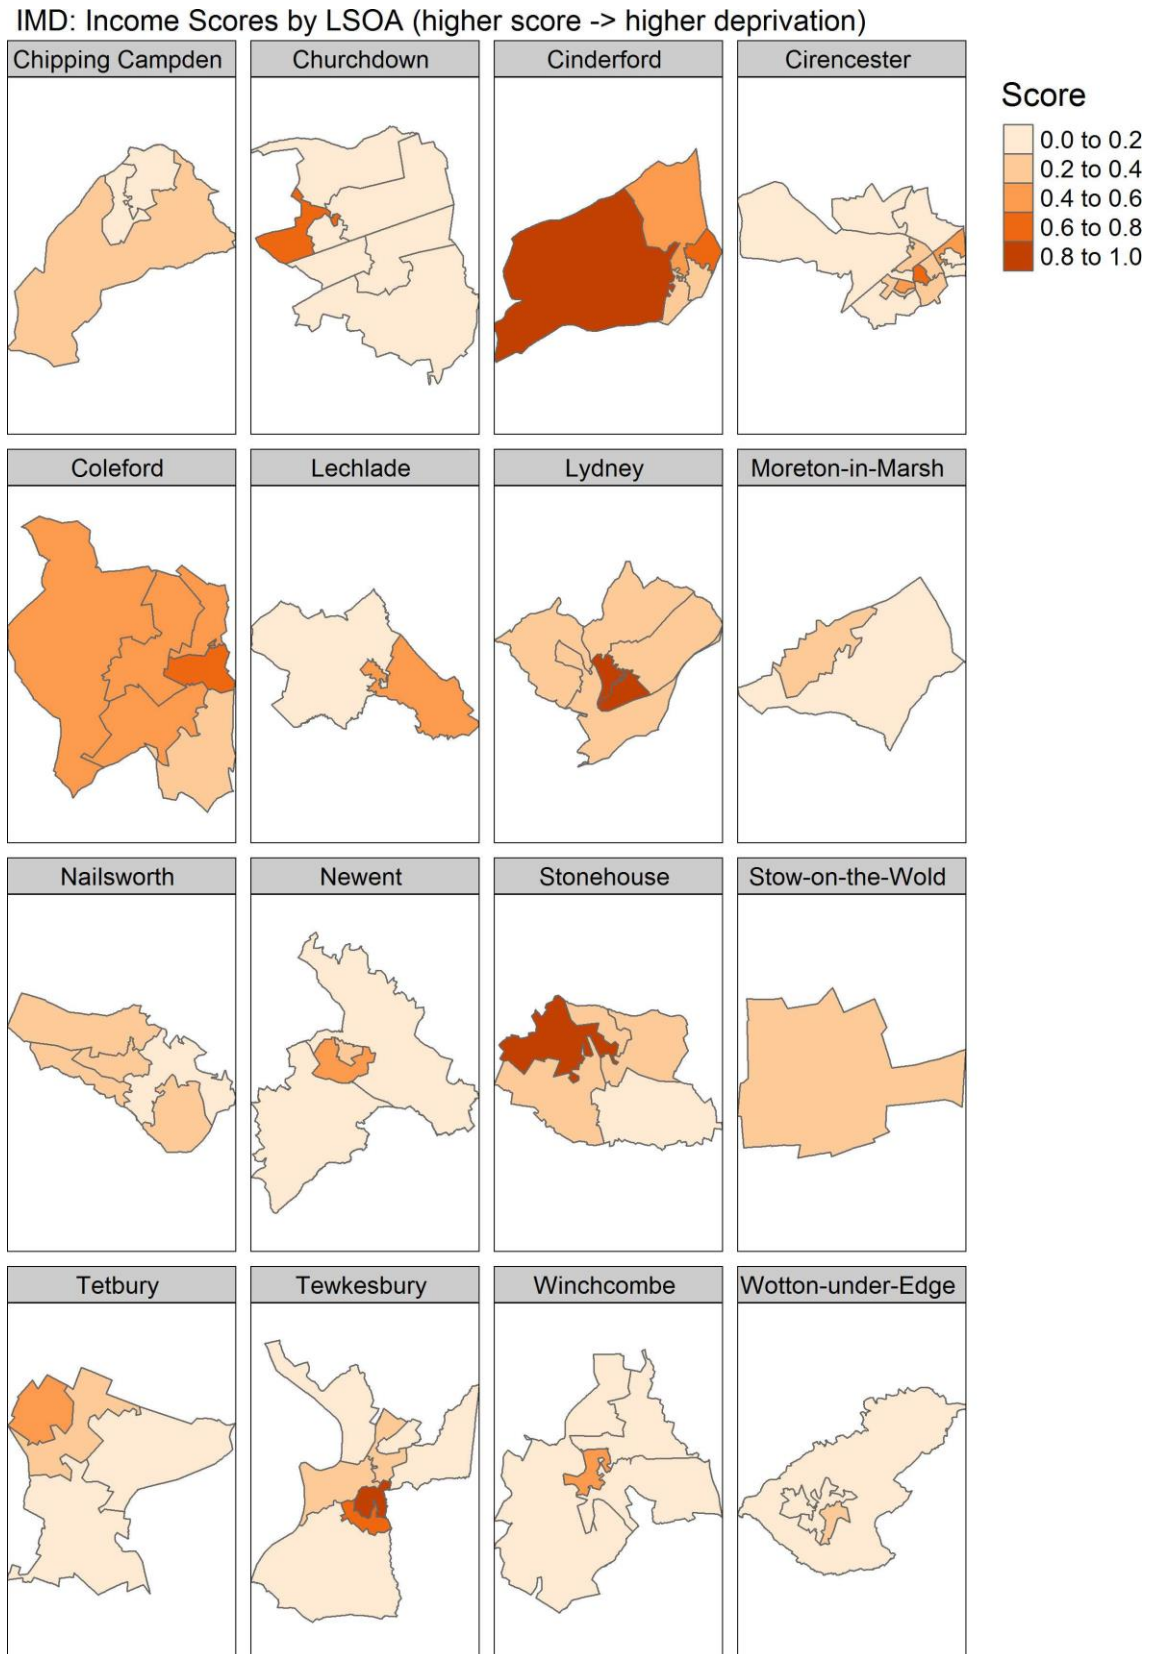 IMD: Income Scores by LSOA (higher score -> higher deprivation)
Chipping Campden
Churchdown
Cinderford
Cirencester
Score
0.0 to 0.2
0.2 to 0.4
0.4 to 0.6
0.6 to 0.8
0.8 to 1.0
Coleford
Lechlade
Lydney
Moreton-in-Marsh
Nailsworth
Newent
Stonehouse
Stow-on-the-Wold
Tetbury
Tewkesbury
Winchcombe
Wotton-under-Edge